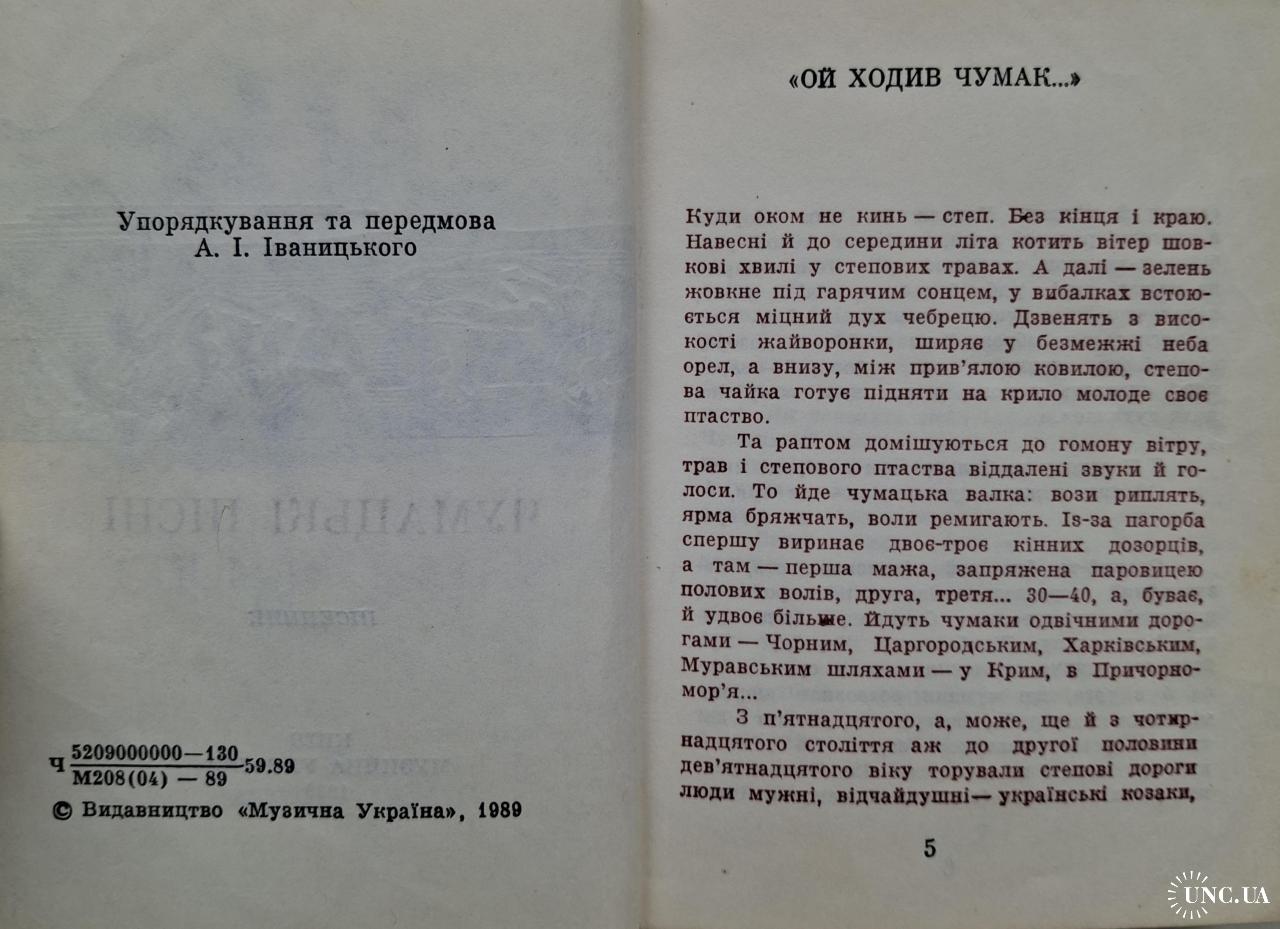 Упорядкування та передмова
А. І. Іваницького
ЧУМАЦЬКІ ПІСНІ
ПІСЕННИК
Ч 5209000000—130 59.89
М208(04) — 89
© Видавництво «Музична Україна», 1989
«ОЙ ХОДИВ ЧУМАК...»
Куди оком не кинь — степ. Без кінця і краю.
Навесні й до середини літа котить вітер шов-
кові хвилі у степових травах. А далі — зелень
жовкне під гарячим сонцем, у вибалках встою-
ється міцний дух чебрецю. Дзвенять з висо-
кості жайворонки, ширяє у безмежжі неба
орел, а внизу, між прив'ялою ковилою, степо-
ва чайка готує підняти на крило молоде своє
птаство.
Та раптом домішуються до гомону вітру,
трав і степового птаства віддалені звуки й го-
лоси. То йде чумацька валка: вози риплять,
ярма бряжчать, воли ремигають. Із-за пагорба
спершу виринає двоє-троє кінних дозорців,
а там — перша мажа, запряжена паровицею
полових волів, друга, третя... 30—40, а, буває,
й удвоє більше. Йдуть чумаки одвічними доро-
гами — Чорним, Царгородським, Харківським,
Муравським шляхами — у Крим, в Причорно-
мор'я...
З п'ятнадцятого, а, може, ще й з чотир-
надцятого століття аж до другої половини
дев'ятнадцятого віку торували степові дороги
люди мужні, відчайдушні— українські козаки,
5
UNC.UA